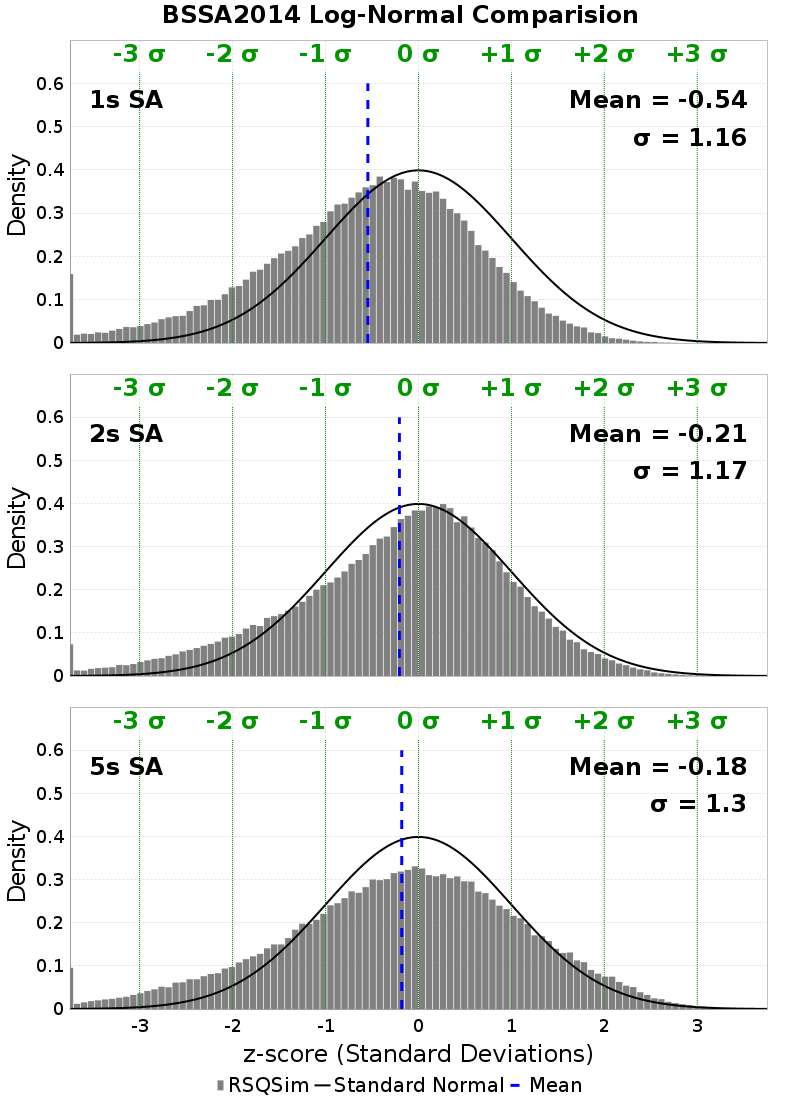 BSSA2014 Log-Normal Comparision
-3 σ -2 σ -1 σ 0 σ +1 σ +2 σ +3 σ
0.6
1s SA
Mean = -0.54
0.5
σ = 1.16
0.4
0.3
0.2
0.1
0
Density
-3 σ -2 σ -1 σ 0 σ +1 σ +2 σ +3 σ
0.6
2s SA
Mean = -0.21
0.5
σ = 1.17
0.4
0.3
0.2
0.1
0
Density
-3 σ -2 σ -1 σ 0 σ +1 σ +2 σ +3 σ
0.6
5s SA
Mean = -0.18
0.5
σ = 1.3
0.4
0.3
0.2
0.1
0
Density
-3 -2 -1 0 1 2 3
z-score (Standard Deviations)
RSQSim Standard Normal Mean